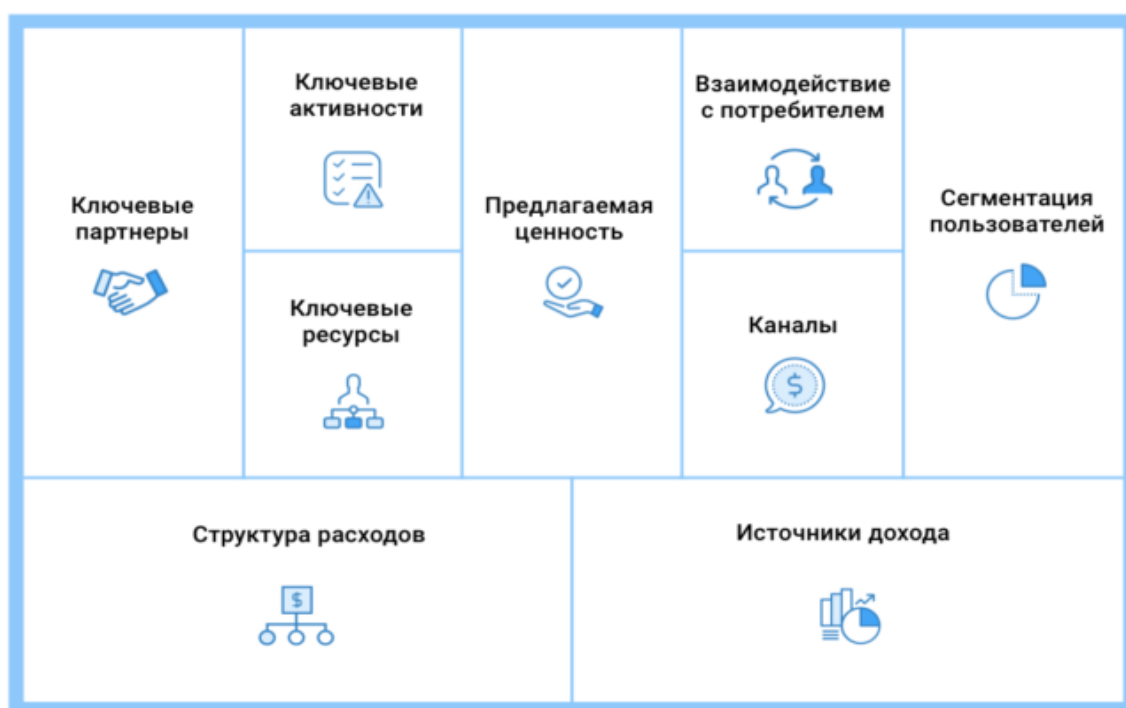 Ключевые
партнеры
Ключевые
активности
Ключевые
ресурсы
Предлагаемая
ценность
Взаимодействие
с потребителем
Каналы
$
Сегментация
пользователей
Структура расходов
$
Источники дохода